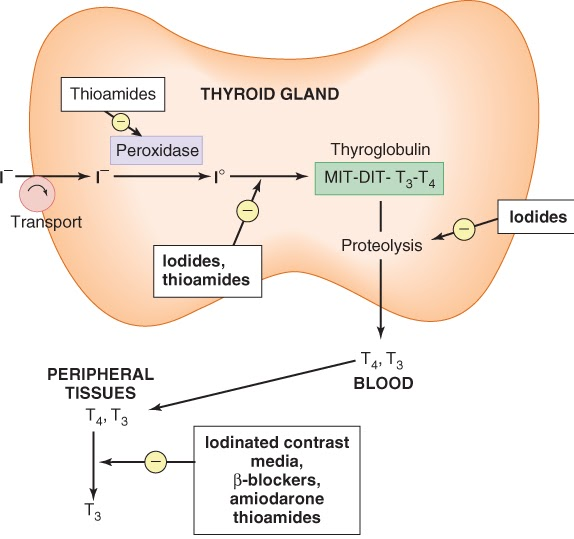 Thioamides
THYROID GLAND
–
Peroxidase
Thyroglobulin
I⁻
I⁻
I°
MIT-DIT- T₃-T₄
Transport
–
Iodides
–
Proteolysis
Iodides,
thioamides
T₄, T₃
BLOOD
PERIPHERAL
TISSUES
T₄, T₃
–
Iodinated contrast
media,
β-blockers,
amiodarone
thioamides
T₃